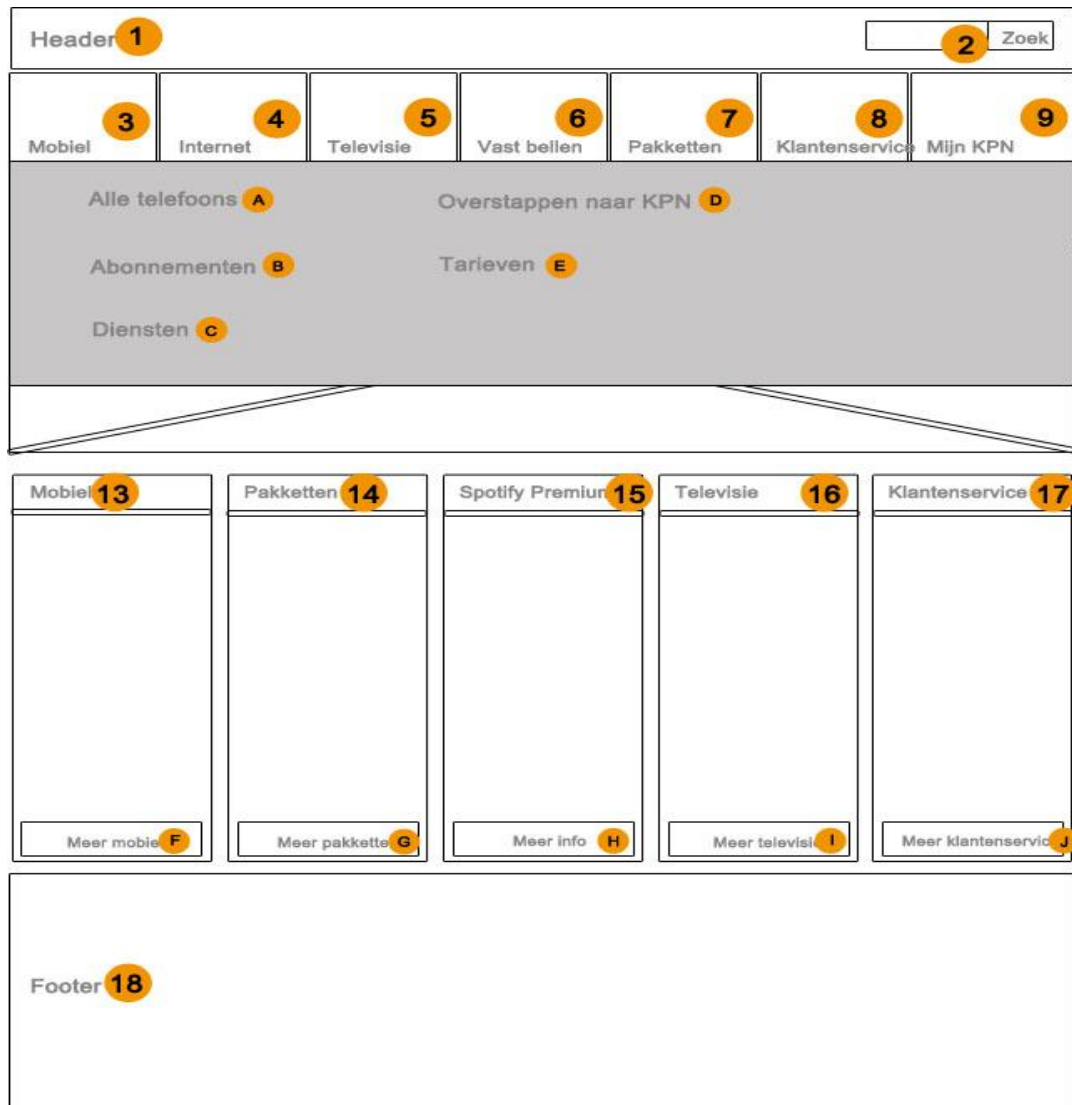 Header 1
2 Zoek
3 4 5 6 7 8 9
Mobiel Internet Televisie Vast bellen Pakketten Klantenservice Mijn KPN
Alle telefoons A Overstappen naar KPN D
Abonnementen B Tarieven E
Diensten C
Mobiel 13 Pakketten 14 Spotify Premium 15 Televisie 16 Klantenservice 17
Meer mobie F Meer pakkette G Meer info H Meer televisi I Meer klantenservic J
Footer 18